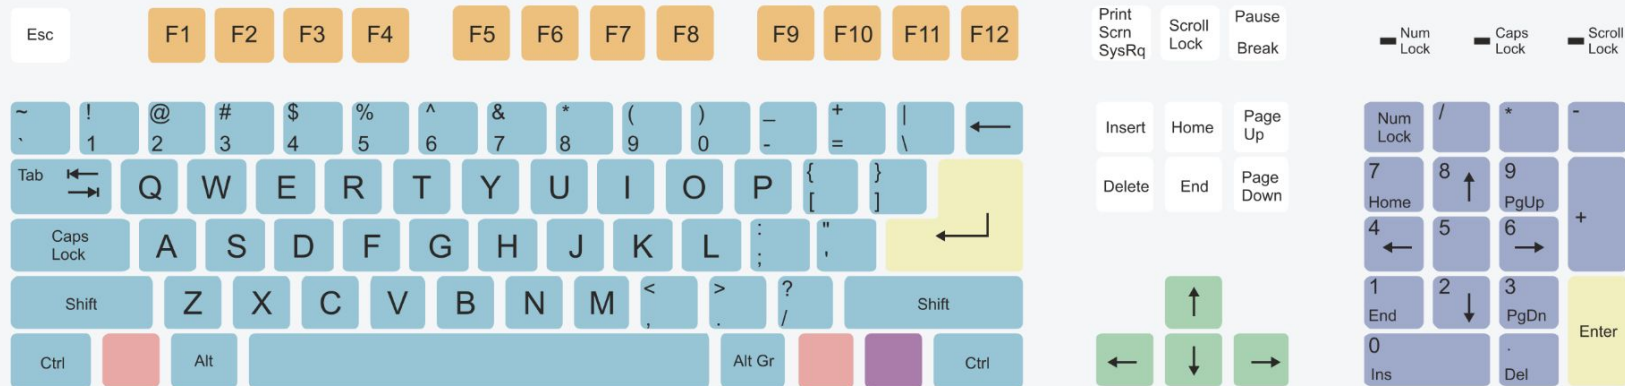 Esc F1 F2 F3 F4 F5 F6 F7 F8 F9 F10 F11 F12
Print
Scrn
SysRq
Scroll
Lock
Pause
Break
Num
Lock
Caps
Lock
Scroll
Lock
~ ! @ # $ % ^ & * ( ) _ + |
` 1 2 3 4 5 6 7 8 9 0 - = \ ←
Insert Home Page
Up
Num
Lock
/ * -
Tab Q W E R T Y U I O P { }
[ ]
Delete End Page
Down
7 8 ↑ 9
Home PgUp
+
Caps
Lock
A S D F G H J K L : "
; '
4 ← 5 6 →
Shift Z X C V B N M < > ?
, . /
Shift
↑
1 2 ↓ 3
End PgDn
Enter
Ctrl Alt Alt Gr Ctrl
← ↓ →
0 .
Ins Del